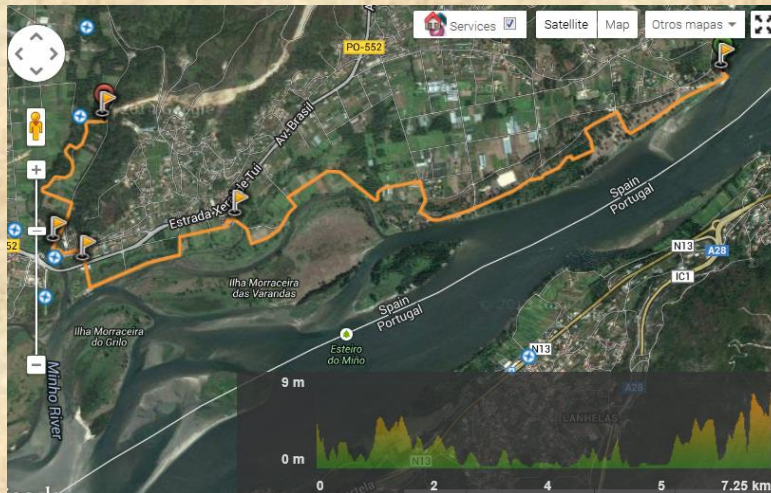 Services
Satellite
Map
Otros mapas
PO-552
Av. Brasil
Estrada Xeral de Tui
52
Spain
Portugal
N13
A28
IC1
Ilha Morraceira
das Varandas
Ilha Morraceira
do Grilo
Spain
Portugal
Esteiro
do Miño
N13
Minho River
A28
LANHELAS
N13
9 m
0 m
0
2
4
5
7.25 km